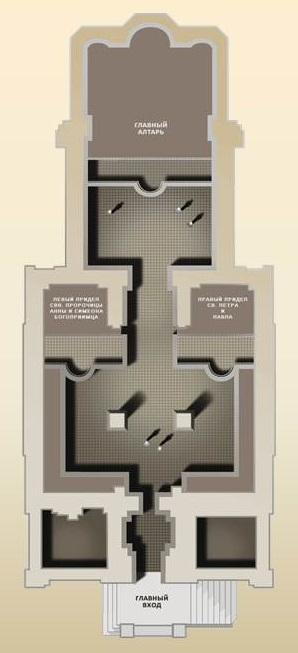 ГЛАВНЫЙ
АЛТАРЬ
ЛЕВЫЙ ПРИДЕЛ
СВВ. ПРОРОЧИЦЫ
АННЫ И СИМЕОНА
БОГОПРИИМЦА
ПРАВЫЙ ПРИДЕЛ
СВ. ПЕТРА
И
ПАВЛА
ГЛАВНЫЙ
ВХОД